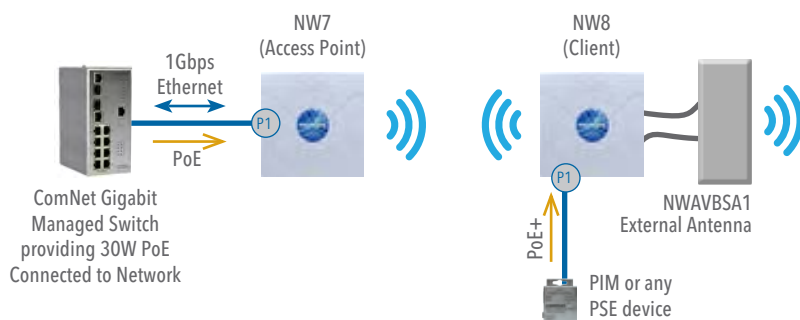 NW7
(Access Point)
NW8
(Client)
1Gbps
Ethernet
P1
PoE
ComNet Gigabit
Managed Switch
providing 30W PoE
Connected to Network
P1
PoE+
NWAVBSA1
External Antenna
PIM or any
PSE device